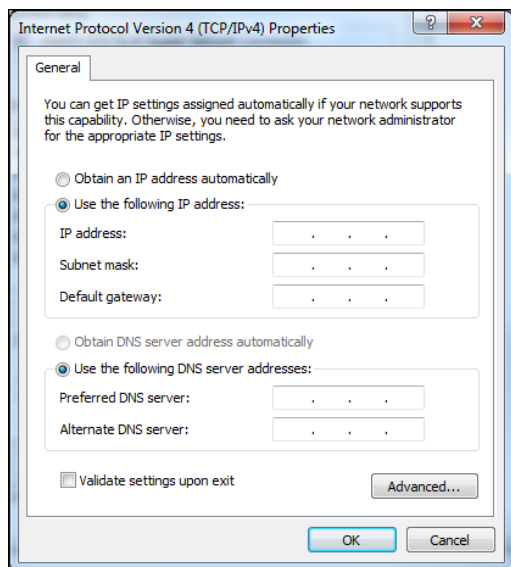 Internet Protocol Version 4 (TCP/IPv4) Properties
General
You can get IP settings assigned automatically if your network supports
this capability. Otherwise, you need to ask your network administrator
for the appropriate IP settings.
Obtain an IP address automatically
Use the following IP address:
IP address:
Subnet mask:
Default gateway:
Obtain DNS server address automatically
Use the following DNS server addresses:
Preferred DNS server:
Alternate DNS server:
Validate settings upon exit
Advanced...
OK
Cancel